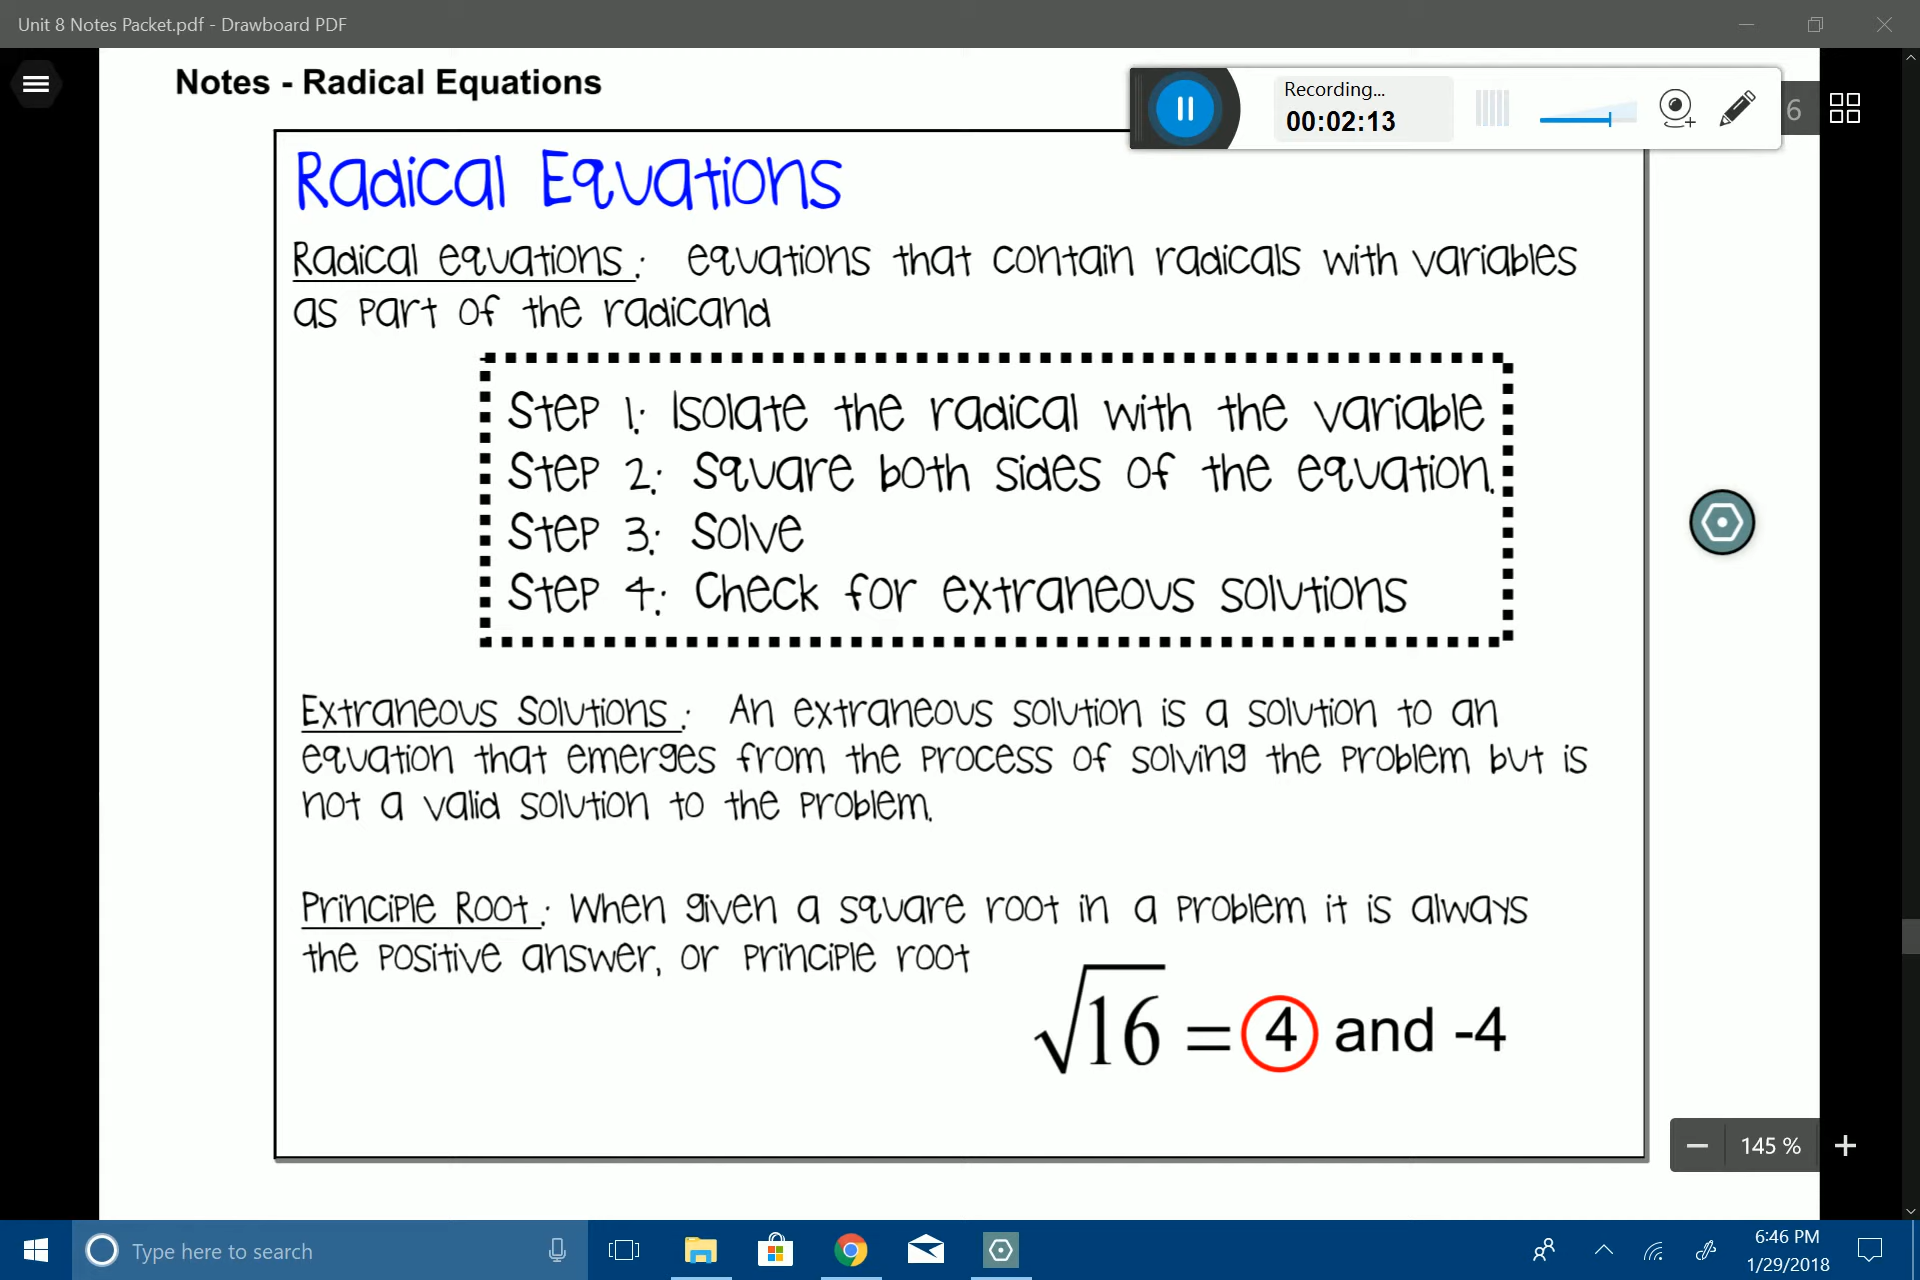 Unit 8 Notes Packet.pdf - Drawboard PDF
Notes - Radical Equations
Recording...
00:02:13
6
Radical Equations
Radical equations: equations that contain radicals with variables
as part of the radicand
Step 1: Isolate the radical with the variable
Step 2: Square both sides of the equation.
Step 3: Solve
Step 4: Check for extraneous solutions
Extraneous Solutions: An extraneous solution is a solution to an
equation that emerges from the process of solving the problem but is
not a valid solution to the problem.
Principle Root: When given a square root in a problem it is always
the positive answer, or principle root
√16 = 4 and -4
145 %
Type here to search
6:46 PM
1/29/2018